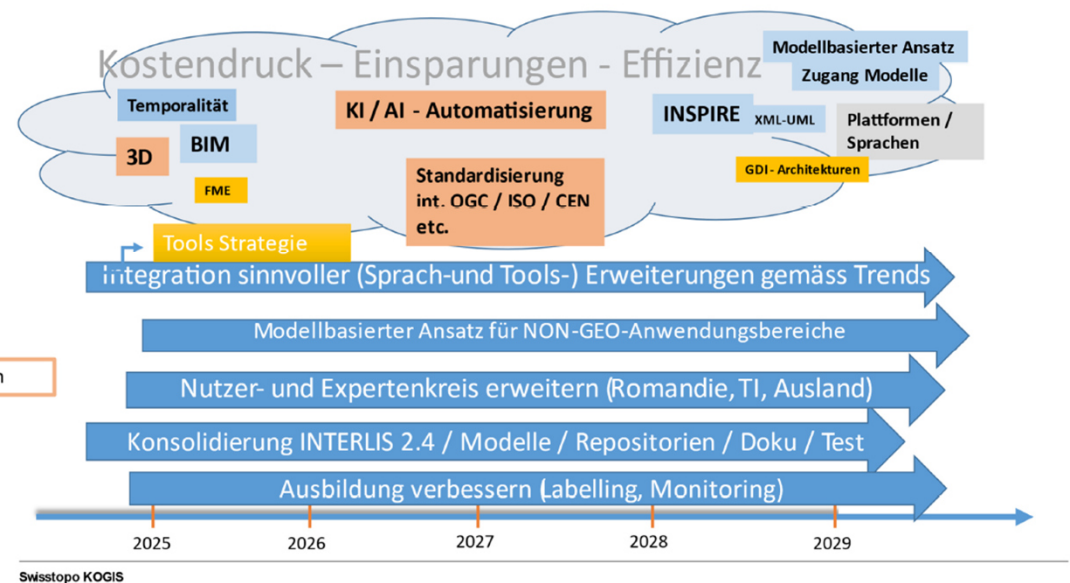 Kostendruck – Einsparungen - Effizienz
Modellbasierter Ansatz
Zugang Modelle
Temporalität
KI / AI - Automatisierung
INSPIRE
XML-UML
Plattformen /
Sprachen
3D
BIM
FME
Standardisierung
int. OGC / ISO / CEN
etc.
GDI - Architekturen
Tools Strategie
Integration sinnvoller (Sprach-und Tools-) Erweiterungen gemäss Trends
Modellbasierter Ansatz für NON-GEO-Anwendungsbereiche
Nutzer- und Expertenkreis erweitern (Romandie, TI, Ausland)
Konsolidierung INTERLIS 2.4 / Modelle / Repositorien / Doku / Test
Ausbildung verbessern (Labelling, Monitoring)
2025
2026
2027
2028
2029
Swisstopo KOGIS